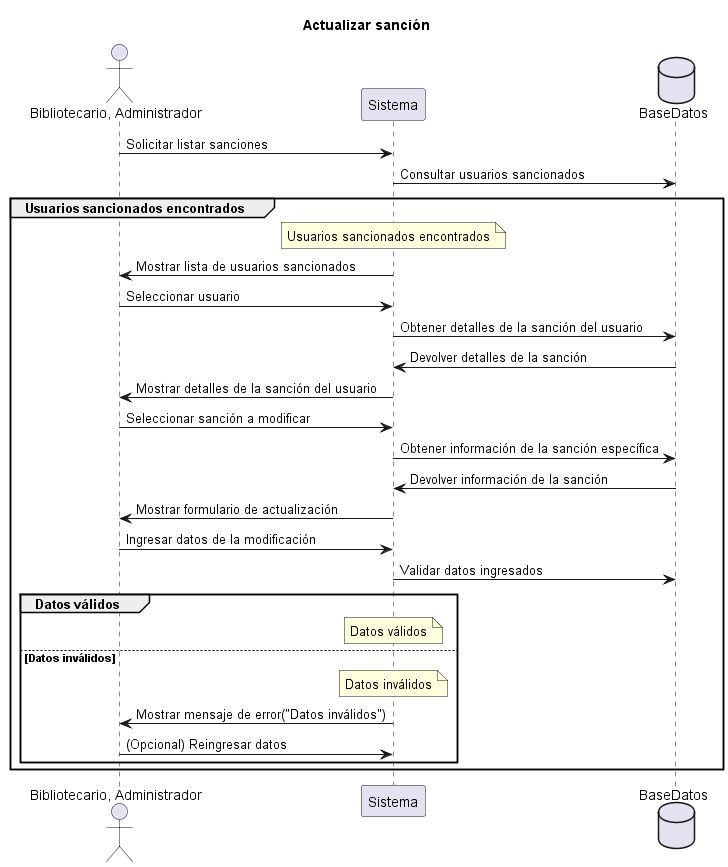 Actualizar sanción
Bibliotecario, Administrador
Sistema
BaseDatos
Solicitar listar sanciones
Consultar usuarios sancionados
Usuarios sancionados encontrados
Usuarios sancionados encontrados
Mostrar lista de usuarios sancionados
Seleccionar usuario
Obtener detalles de la sanción del usuario
Devolver detalles de la sanción
Mostrar detalles de la sanción del usuario
Seleccionar sanción a modificar
Obtener información de la sanción específica
Devolver información de la sanción
Mostrar formulario de actualización
Ingresar datos de la modificación
Validar datos ingresados
Datos válidos
Datos válidos
[Datos inválidos]
Datos inválidos
Mostrar mensaje de error("Datos inválidos")
(Opcional) Reingresar datos
Bibliotecario, Administrador
Sistema
BaseDatos